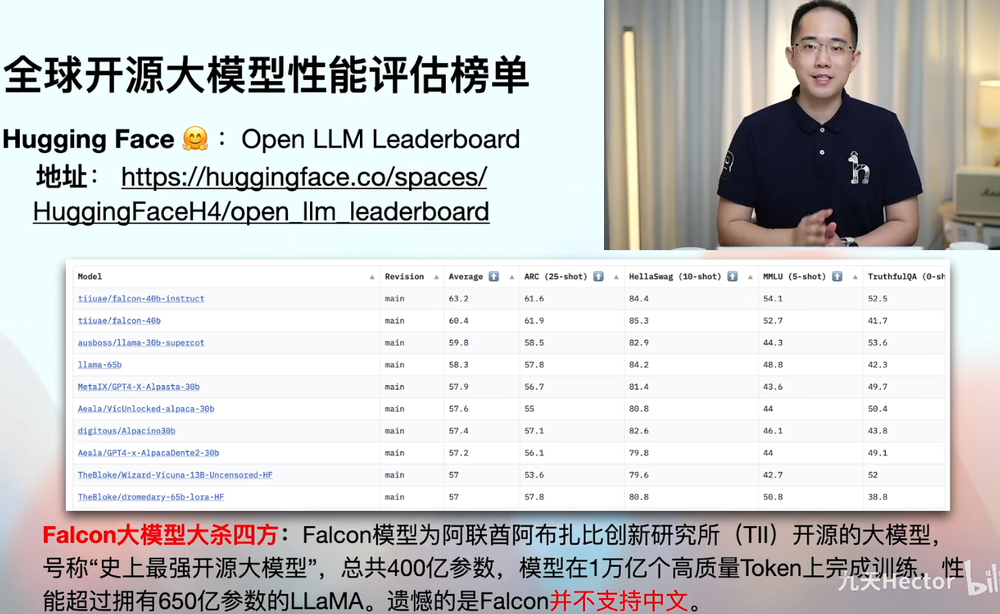 全球开源大模型性能评估榜单
Hugging Face 🤗： Open LLM Leaderboard
地址： https://huggingface.co/spaces/
HuggingFaceH4/open_llm_leaderboard
Model Revision Average ⬆️ ARC (25-shot) ⬆️ HellaSwag (10-shot) ⬆️ MMLU (5-shot) ⬆️ TruthfulQA (0-sh
tiiuae/falcon-40b-instruct main 63.2 61.6 84.4 54.1 52.5
tiiuae/falcon-40b main 60.4 61.9 85.3 52.7 41.7
ausboss/llama-30b-supercot main 59.8 58.5 82.9 44.3 53.6
llama-65b main 58.3 57.8 84.2 48.8 42.3
MetaIX/GPT4-X-Alpasta-30b main 57.9 56.7 81.4 43.6 49.7
Aeala/VicUnlocked-alpaca-30b main 57.6 55 80.8 44 50.4
digitous/Alpacino30b main 57.4 57.1 82.6 46.1 43.8
Aeala/GPT4-x-AlpacaDente2-30b main 57.2 56.1 79.8 44 49.1
TheBloke/Wizard-Vicuna-13B-Uncensored-HF main 57 53.6 79.6 42.7 52
TheBloke/dromedary-65b-lora-HF main 57 57.8 80.8 50.8 38.8
Falcon大模型大杀四方：Falcon模型为阿联酋阿布扎比创新研究所（TII）开源的大模型，
号称“史上最强开源大模型”，总共400亿参数，模型在1万亿个高质量Token上完成训练，性
能超过拥有650亿参数的LLaMA。遗憾的是Falcon并不支持中文。
九天Hector